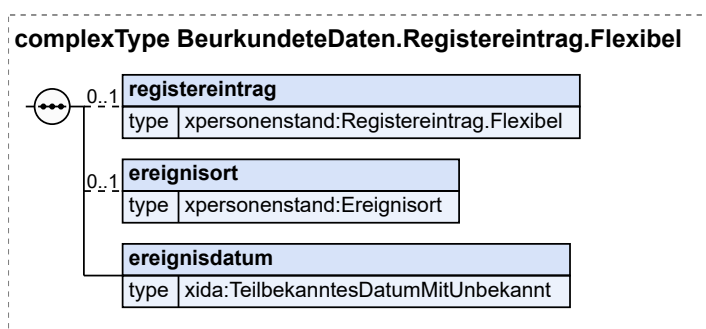 complexType BeurkundeteDaten.Registereintrag.Flexibel
0..1 registereintrag
type xpersonenstand:Registereintrag.Flexibel
0..1 ereignisort
type xpersonenstand:Ereignisort
ereignisdatum
type xida:TeilbekanntesDatumMitUnbekannt